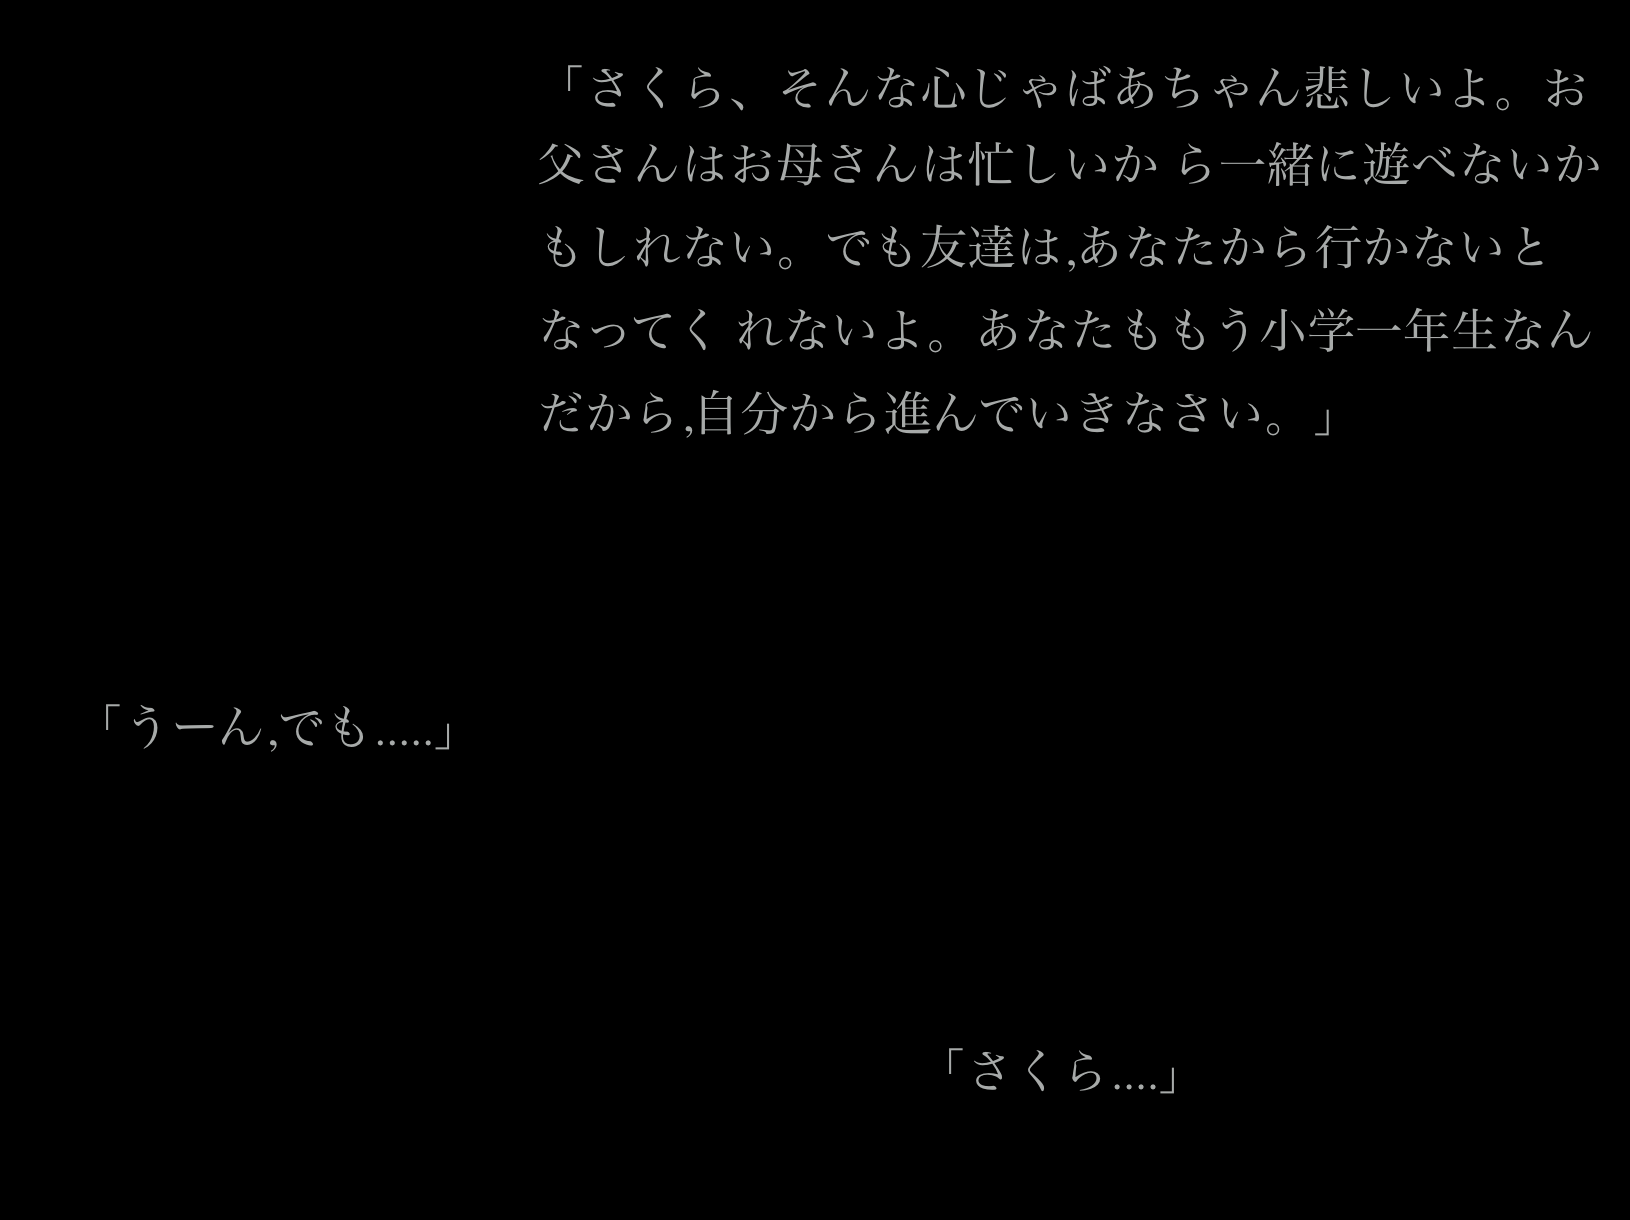 「さくら、そんな心じゃばあちゃん悲しいよ。お
父さんはお母さんは忙しいか ら一緒に遊べないか
もしれない。でも友達は,あなたから行かないと
なってく れないよ。あなたももう小学一年生なん
だから,自分から進んでいきなさい。」
「うーん,でも.....」
「さくら....」